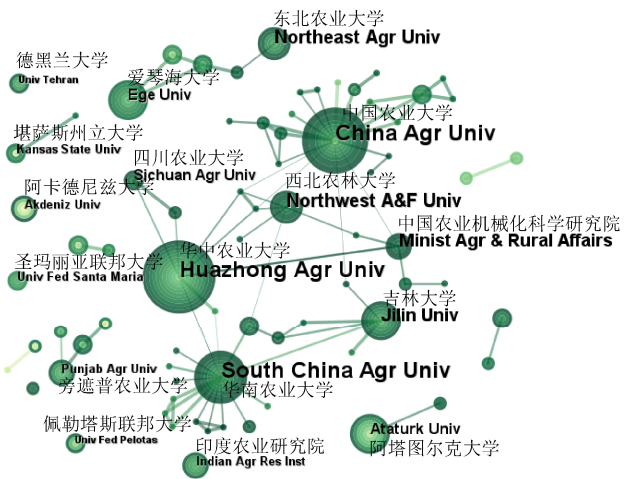 东北农业大学
Northeast Agr Univ
德黑兰大学
Univ Tehran
爱琴海大学
Ege Univ
中国农业大学
China Agr Univ
堪萨斯州立大学
Kansas State Univ
四川农业大学
Sichuan Agr Univ
西北农林大学
Northwest A&F Univ
阿卡德尼兹大学
Akdeniz Univ
中国农业机械化科学研究院
Minist Agr & Rural Affairs
华中农业大学
Huazhong Agr Univ
圣玛丽亚联邦大学
Univ Fed Santa Maria
吉林大学
Jilin Univ
Punjab Agr Univ
旁遮普农业大学
South China Agr Univ
华南农业大学
佩勒塔斯联邦大学
Univ Fed Pelotas
印度农业研究院
Indian Agr Res Inst
Ataturk Univ
阿塔图尔克大学